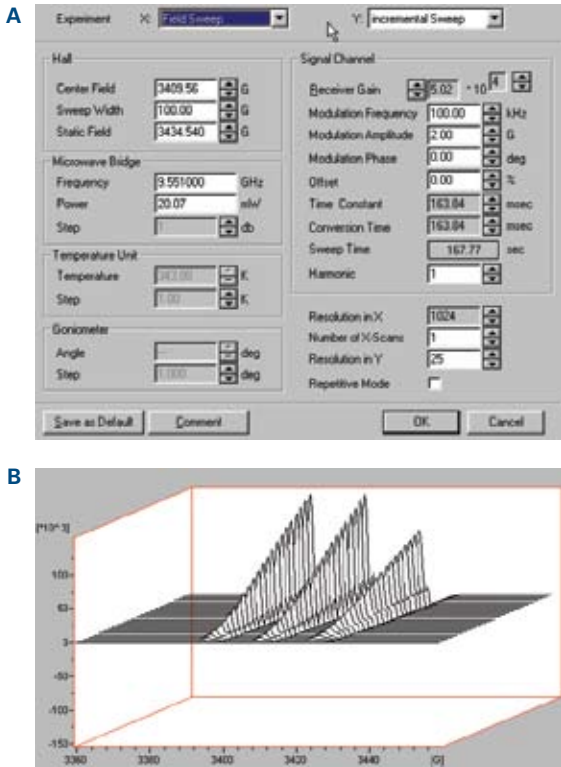 A
Experiment X: Field Sweep Y: incremental Sweep
Hall
Center Field 3409.56 G
Sweep Width 100.00 G
Static Field 3434.540 G
Microwave Bridge
Frequency 9.551000 GHz
Power 20.07 mW
Step 1 db
Temperature Unit
Temperature 343.00 K
Step 1.00 K
Goniometer
Angle --- deg
Step 1.000 deg
Signal Channel
Receiver Gain 5.02 * 10 4
Modulation Frequency 100.00 kHz
Modulation Amplitude 2.00 G
Modulation Phase 0.00 deg
Offset 0.00 %
Time Constant 163.84 msec
Conversion Time 163.84 msec
Sweep Time 167.77 sec
Harmonic 1
Resolution in X 1024
Number of X-Scans 1
Resolution in Y 25
Repetitive Mode
Save as Default Comment OK Cancel
B
[*10^ 3]
100
-50
-100
-150
3360 3380 3400 3420 3440 [G]